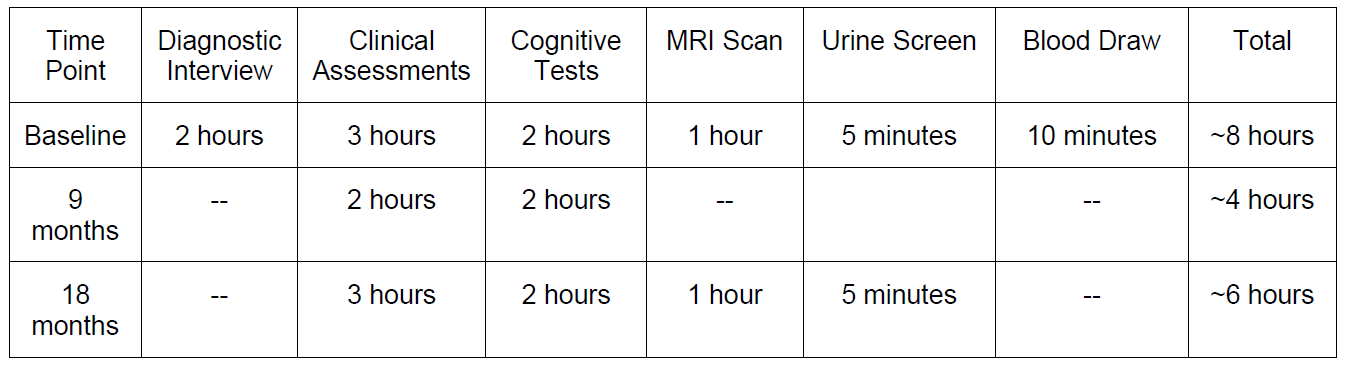 Time Point Diagnostic Interview Clinical Assessments Cognitive Tests MRI Scan Urine Screen Blood Draw Total
Baseline 2 hours 3 hours 2 hours 1 hour 5 minutes 10 minutes ~8 hours
9 months -- 2 hours 2 hours -- -- ~4 hours
18 months -- 3 hours 2 hours 1 hour 5 minutes -- ~6 hours